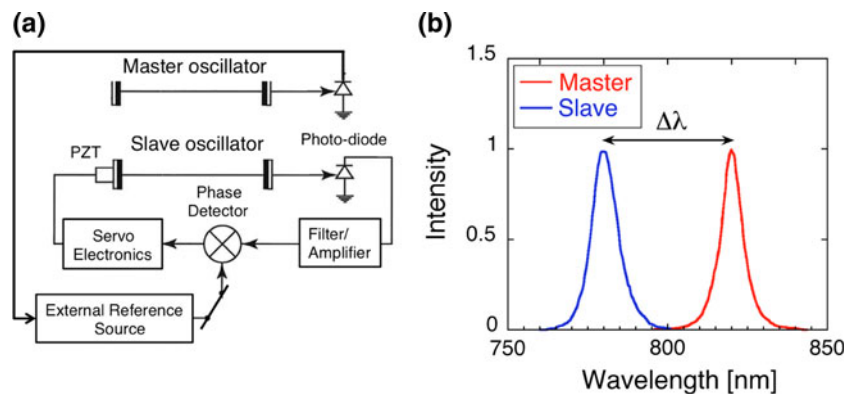 (a)
Master oscillator
Slave oscillator
Photo-diode
PZT
Phase
Detector
Servo
Electronics
Filter/
Amplifier
External Reference
Source
(b)
1.5
Master
Slave
Δλ
1
Intensity
0.5
0
750
800
850
Wavelength [nm]